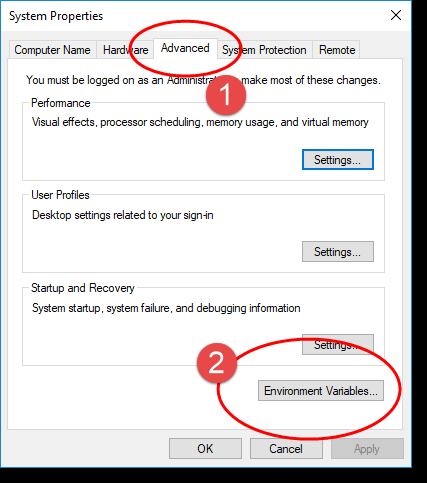 System Properties
Computer Name Hardware Advanced System Protection Remote
You must be logged on as an Administrator make most of these changes.
1
Performance
Visual effects, processor scheduling, memory usage, and virtual memory
Settings...
User Profiles
Desktop settings related to your sign-in
Settings...
Startup and Recovery
System startup, system failure, and debugging information
Settings...
2
Environment Variables...
OK Cancel Apply